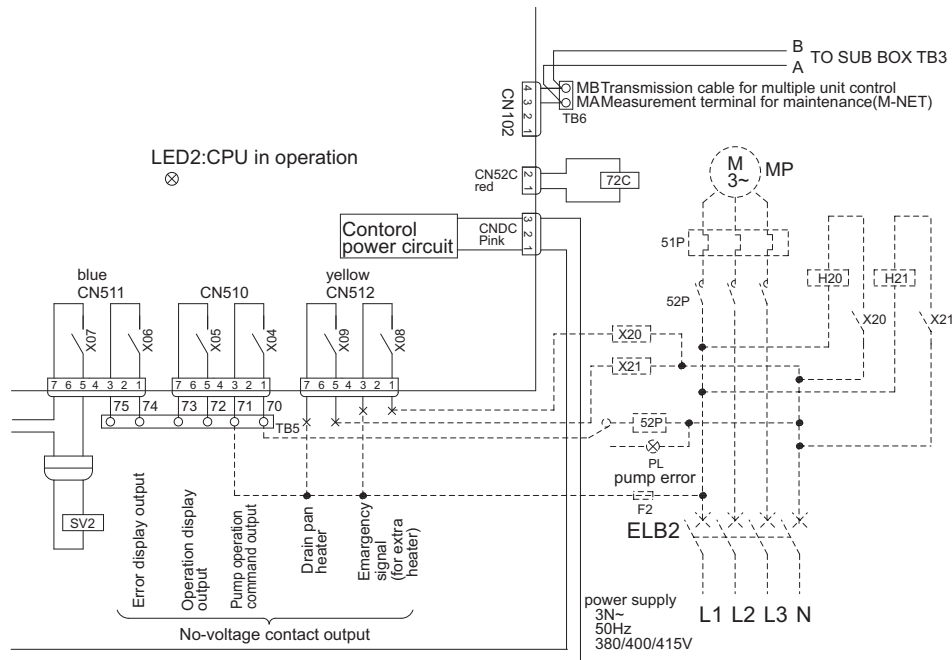 B
A TO SUB BOX TB3
MB Transmission cable for multiple unit control
MA Measurement terminal for maintenance(M-NET)
TB6
4
3
2
1
CN102
LED2:CPU in operation
CN52C
red
2
1
72C
M
3~
MP
Contorol
power circuit
CNDC
Pink
3
2
1
51P
H20
H21
52P
X20
X21
blue
CN511
CN510
yellow
CN512
X07
X06
X05
X04
X09
X08
X20
X21
7 6 5 4 3 2 1
7 6 5 4 3 2 1
7 6 5 4 3 2 1
75 74 73 72 71 70
TB5
52P
PL
pump error
F2
ELB2
SV2
Error display output
Operation display
output
Pump operation
command output
Drain pan
heater
Emargency
signal
(for extra
heater)
No-voltage contact output
power supply
3N~
50Hz
380/400/415V
L1 L2 L3 N